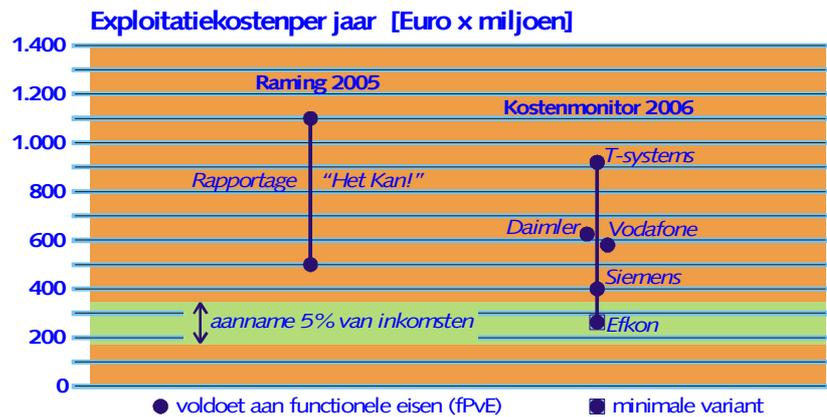 Exploitatiekostenper jaar [Euro x miljoen]
1.400
Raming 2005
1.200
Kostenmonitor 2006
1.000
T-systems
Rapportage “Het Kan!”
800
Daimler Vodafone
600
Siemens
400
aanname 5% van inkomsten
Efkon
200
0
voldoet aan functionele eisen (fPvE) minimale variant